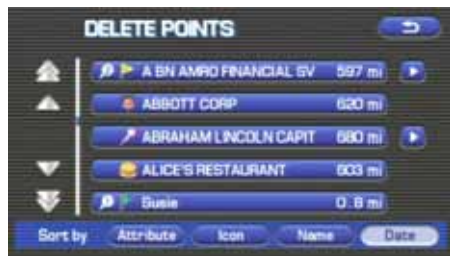 DELETE POINTS
A BN AMRO FINANCIAL SV 597 mi
ABBOTT CORP 620 mi
ABRAHAM LINCOLN CAPIT 680 mi
ALICE'S RESTAURANT 603 mi
Susie 0.8 mi
Sort by Attribute Icon Name Date